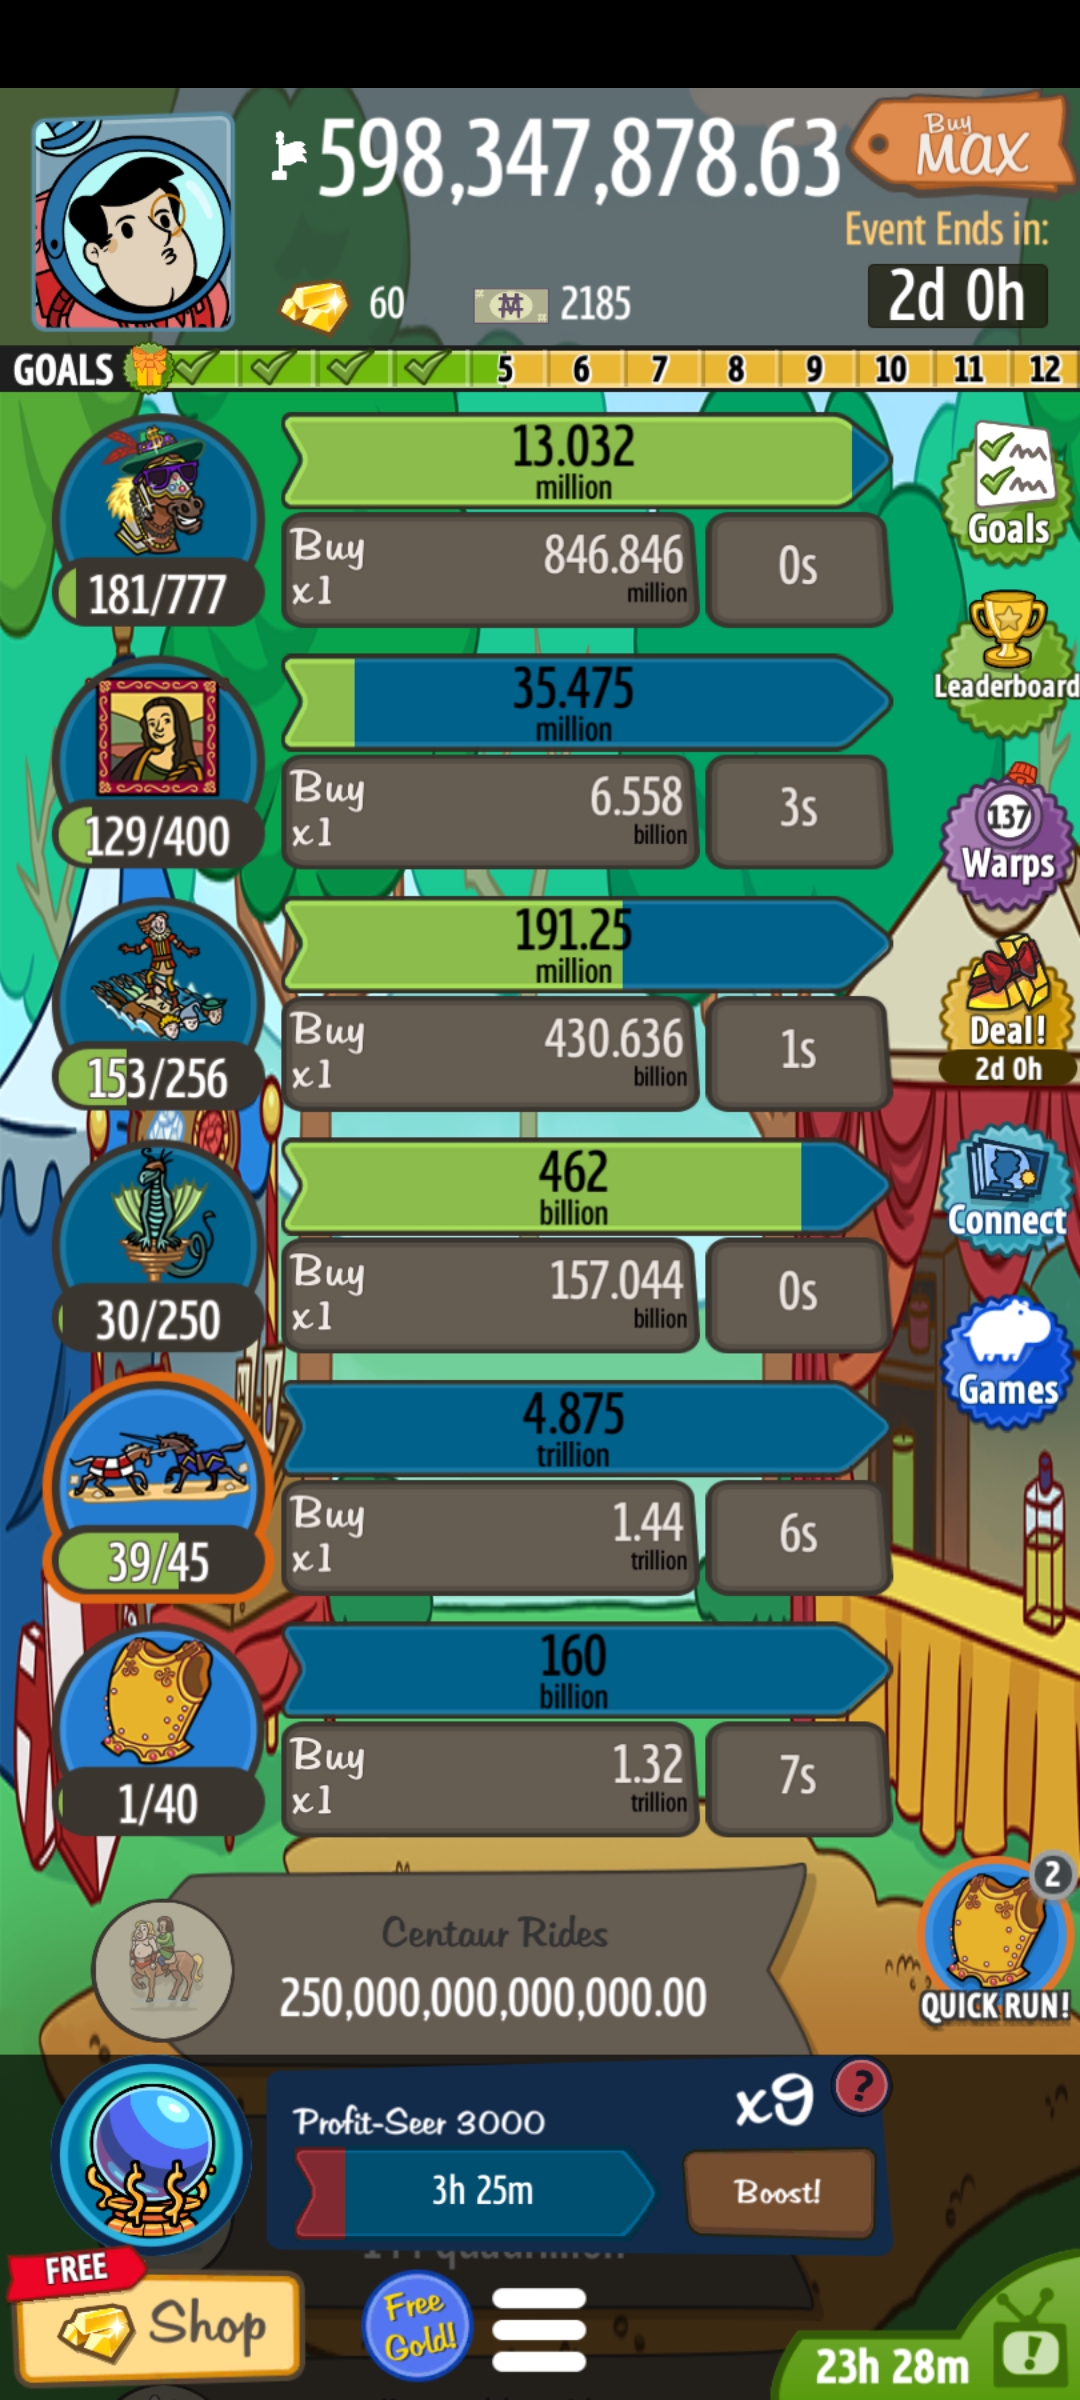 598,347,878.63
Buy
MAX
Event Ends in:
60
2185
2d 0h
GOALS 5 6 7 8 9 10 11 12
13.032
million
Buy
x1
846.846
million
0s
181/777
Goals
35.475
million
Buy
x1
6.558
billion
3s
129/400
Leaderboard
137
Warps
191.25
million
Buy
x1
430.636
billion
1s
153/256
Deal!
2d 0h
462
billion
Buy
x1
157.044
billion
0s
30/250
Connect
Games
4.875
trillion
Buy
x1
1.44
trillion
6s
39/45
160
billion
Buy
x1
1.32
trillion
7s
1/40
2
QUICK RUN!
Centaur Rides
250,000,000,000,000.00
Profit-Seer 3000
x9
?
3h 25m
Boost!
FREE
Shop
Free
Gold!
23h 28m
!